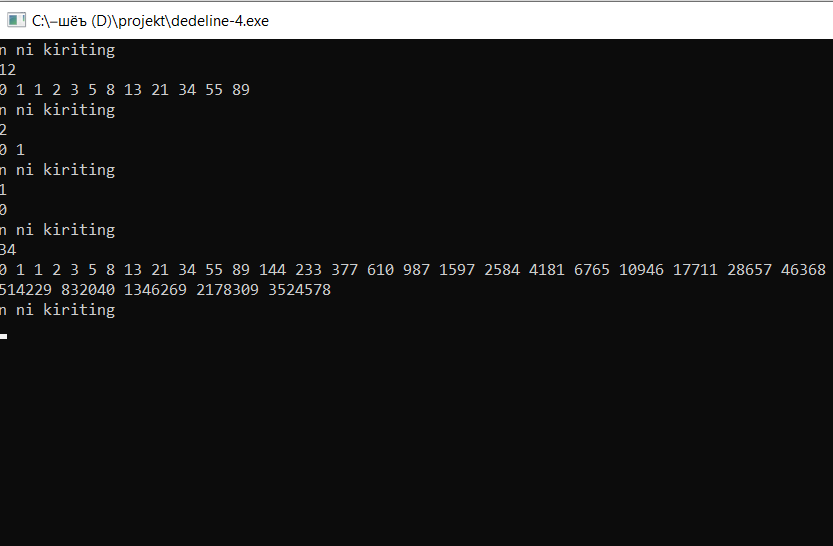 C:\–шёъ (D)\projekt\dedeline-4.exe
n ni kiriting
12
0 1 1 2 3 5 8 13 21 34 55 89
n ni kiriting
2
0 1
n ni kiriting
1
0
n ni kiriting
34
0 1 1 2 3 5 8 13 21 34 55 89 144 233 377 610 987 1597 2584 4181 6765 10946 17711 28657 46368
514229 832040 1346269 2178309 3524578
n ni kiriting